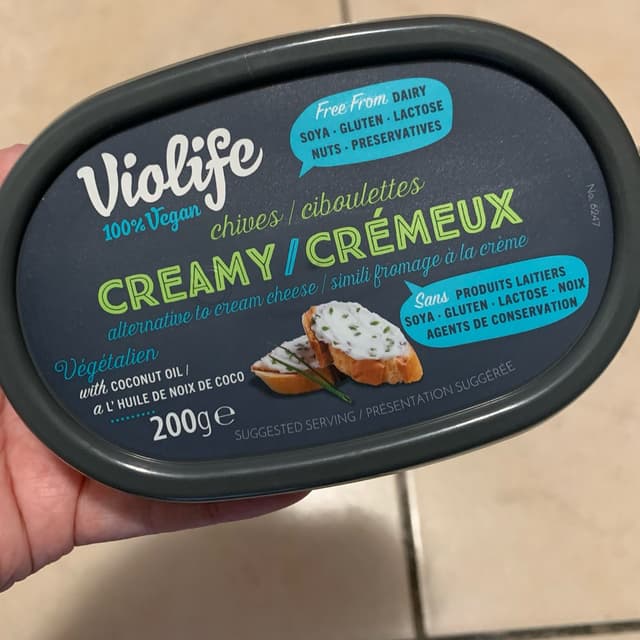 Violife
100% Vegan
Free From DAIRY
SOYA · GLUTEN · LACTOSE
NUTS · PRESERVATIVES
chives / ciboulettes
CREAMY / CRÉMEUX
alternative to cream cheese / simili fromage à la crème
Sans PRODUITS LAITIERS
SOYA · GLUTEN · LACTOSE · NOIX
AGENTS DE CONSERVATION
Végétalien
with COCONUT OIL /
a L' HUILE DE NOIX DE COCO
200g e
SUGGESTED SERVING / PRÉSENTATION SUGGÉRÉE
No. 6247